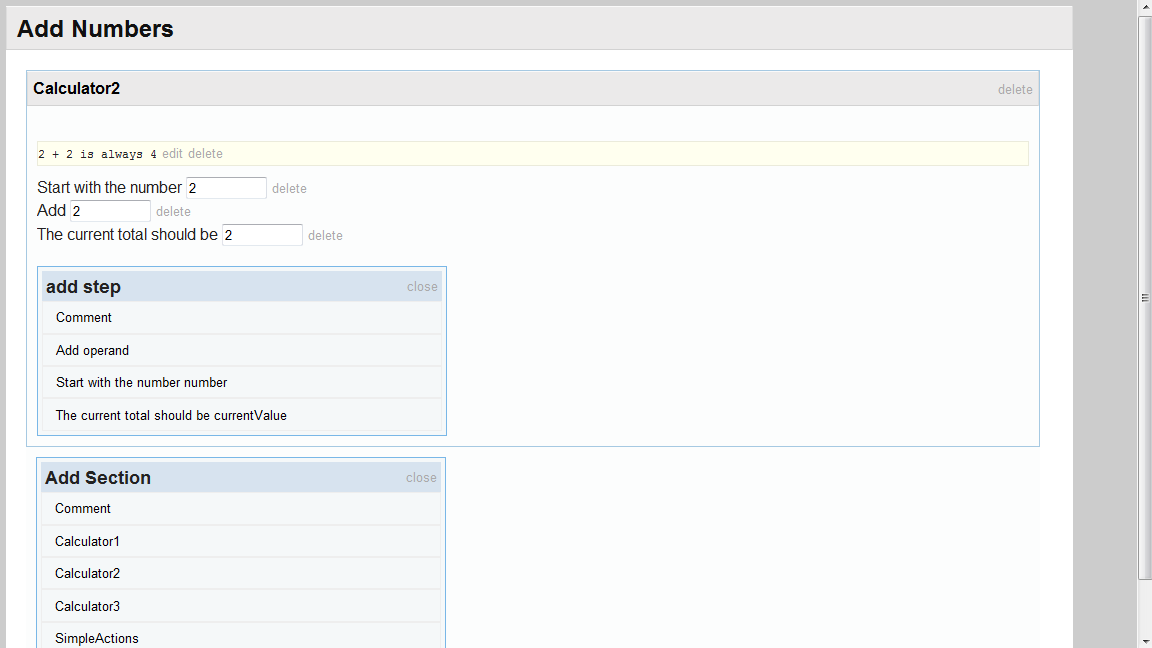 Add Numbers
Calculator2 delete
2 + 2 is always 4 edit delete
Start with the number 2 delete
Add 2 delete
The current total should be 2 delete
add step close
Comment
Add operand
Start with the number number
The current total should be currentValue
Add Section close
Comment
Calculator1
Calculator2
Calculator3
SimpleActions